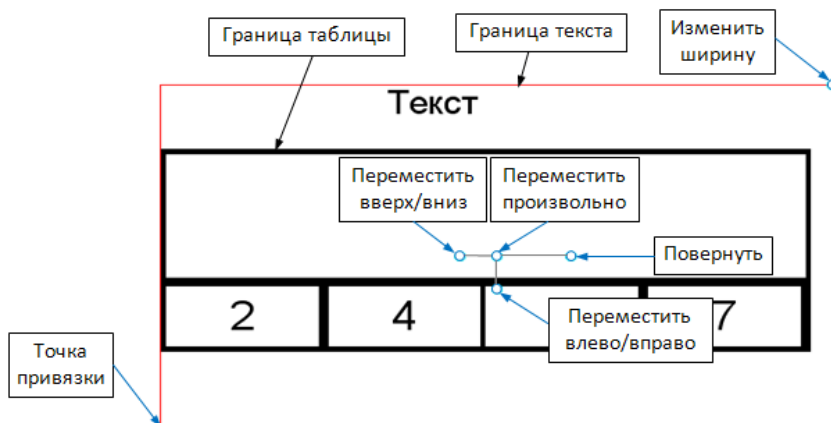 Граница таблицы
Граница текста
Изменить
ширину
Текст
Переместить
вверх/вниз
Переместить
произвольно
Повернуть
2
4
7
Переместить
влево/вправо
Точка
привязки